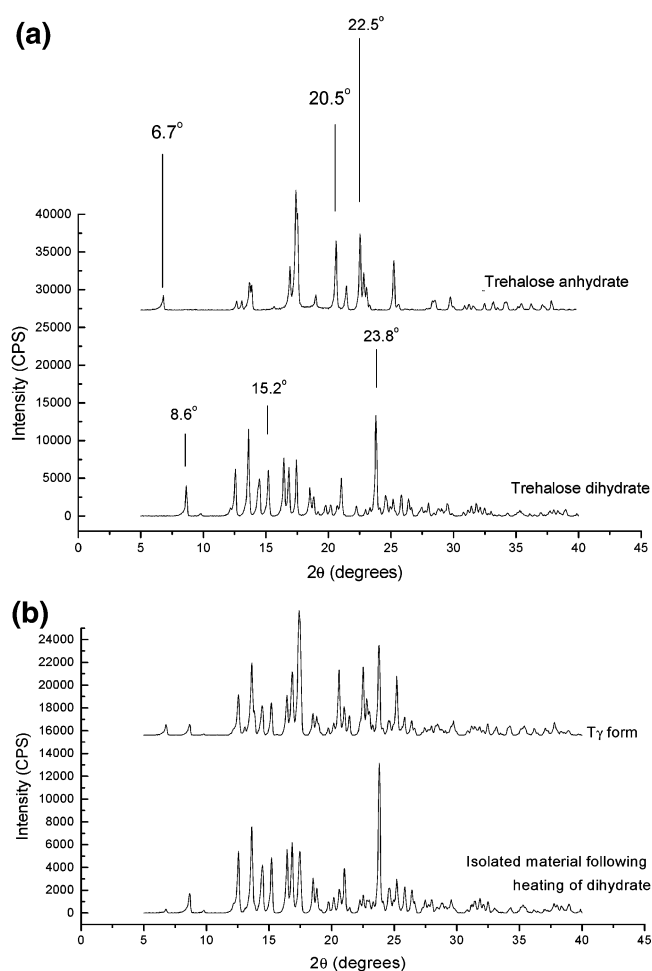 (a)
22.5°
20.5°
6.7°
40000
35000
30000
25000
20000
15000
10000
5000
0
Intensity (CPS)
Trehalose anhydrate
23.8°
15.2°
8.6°
Trehalose dihydrate
0 5 10 15 20 25 30 35 40 45
2θ (degrees)
(b)
24000
22000
20000
18000
16000
14000
12000
10000
8000
6000
4000
2000
0
Intensity (CPS)
Tγ form
Isolated material following
heating of dihydrate
0 5 10 15 20 25 30 35 40 45
2θ (degrees)